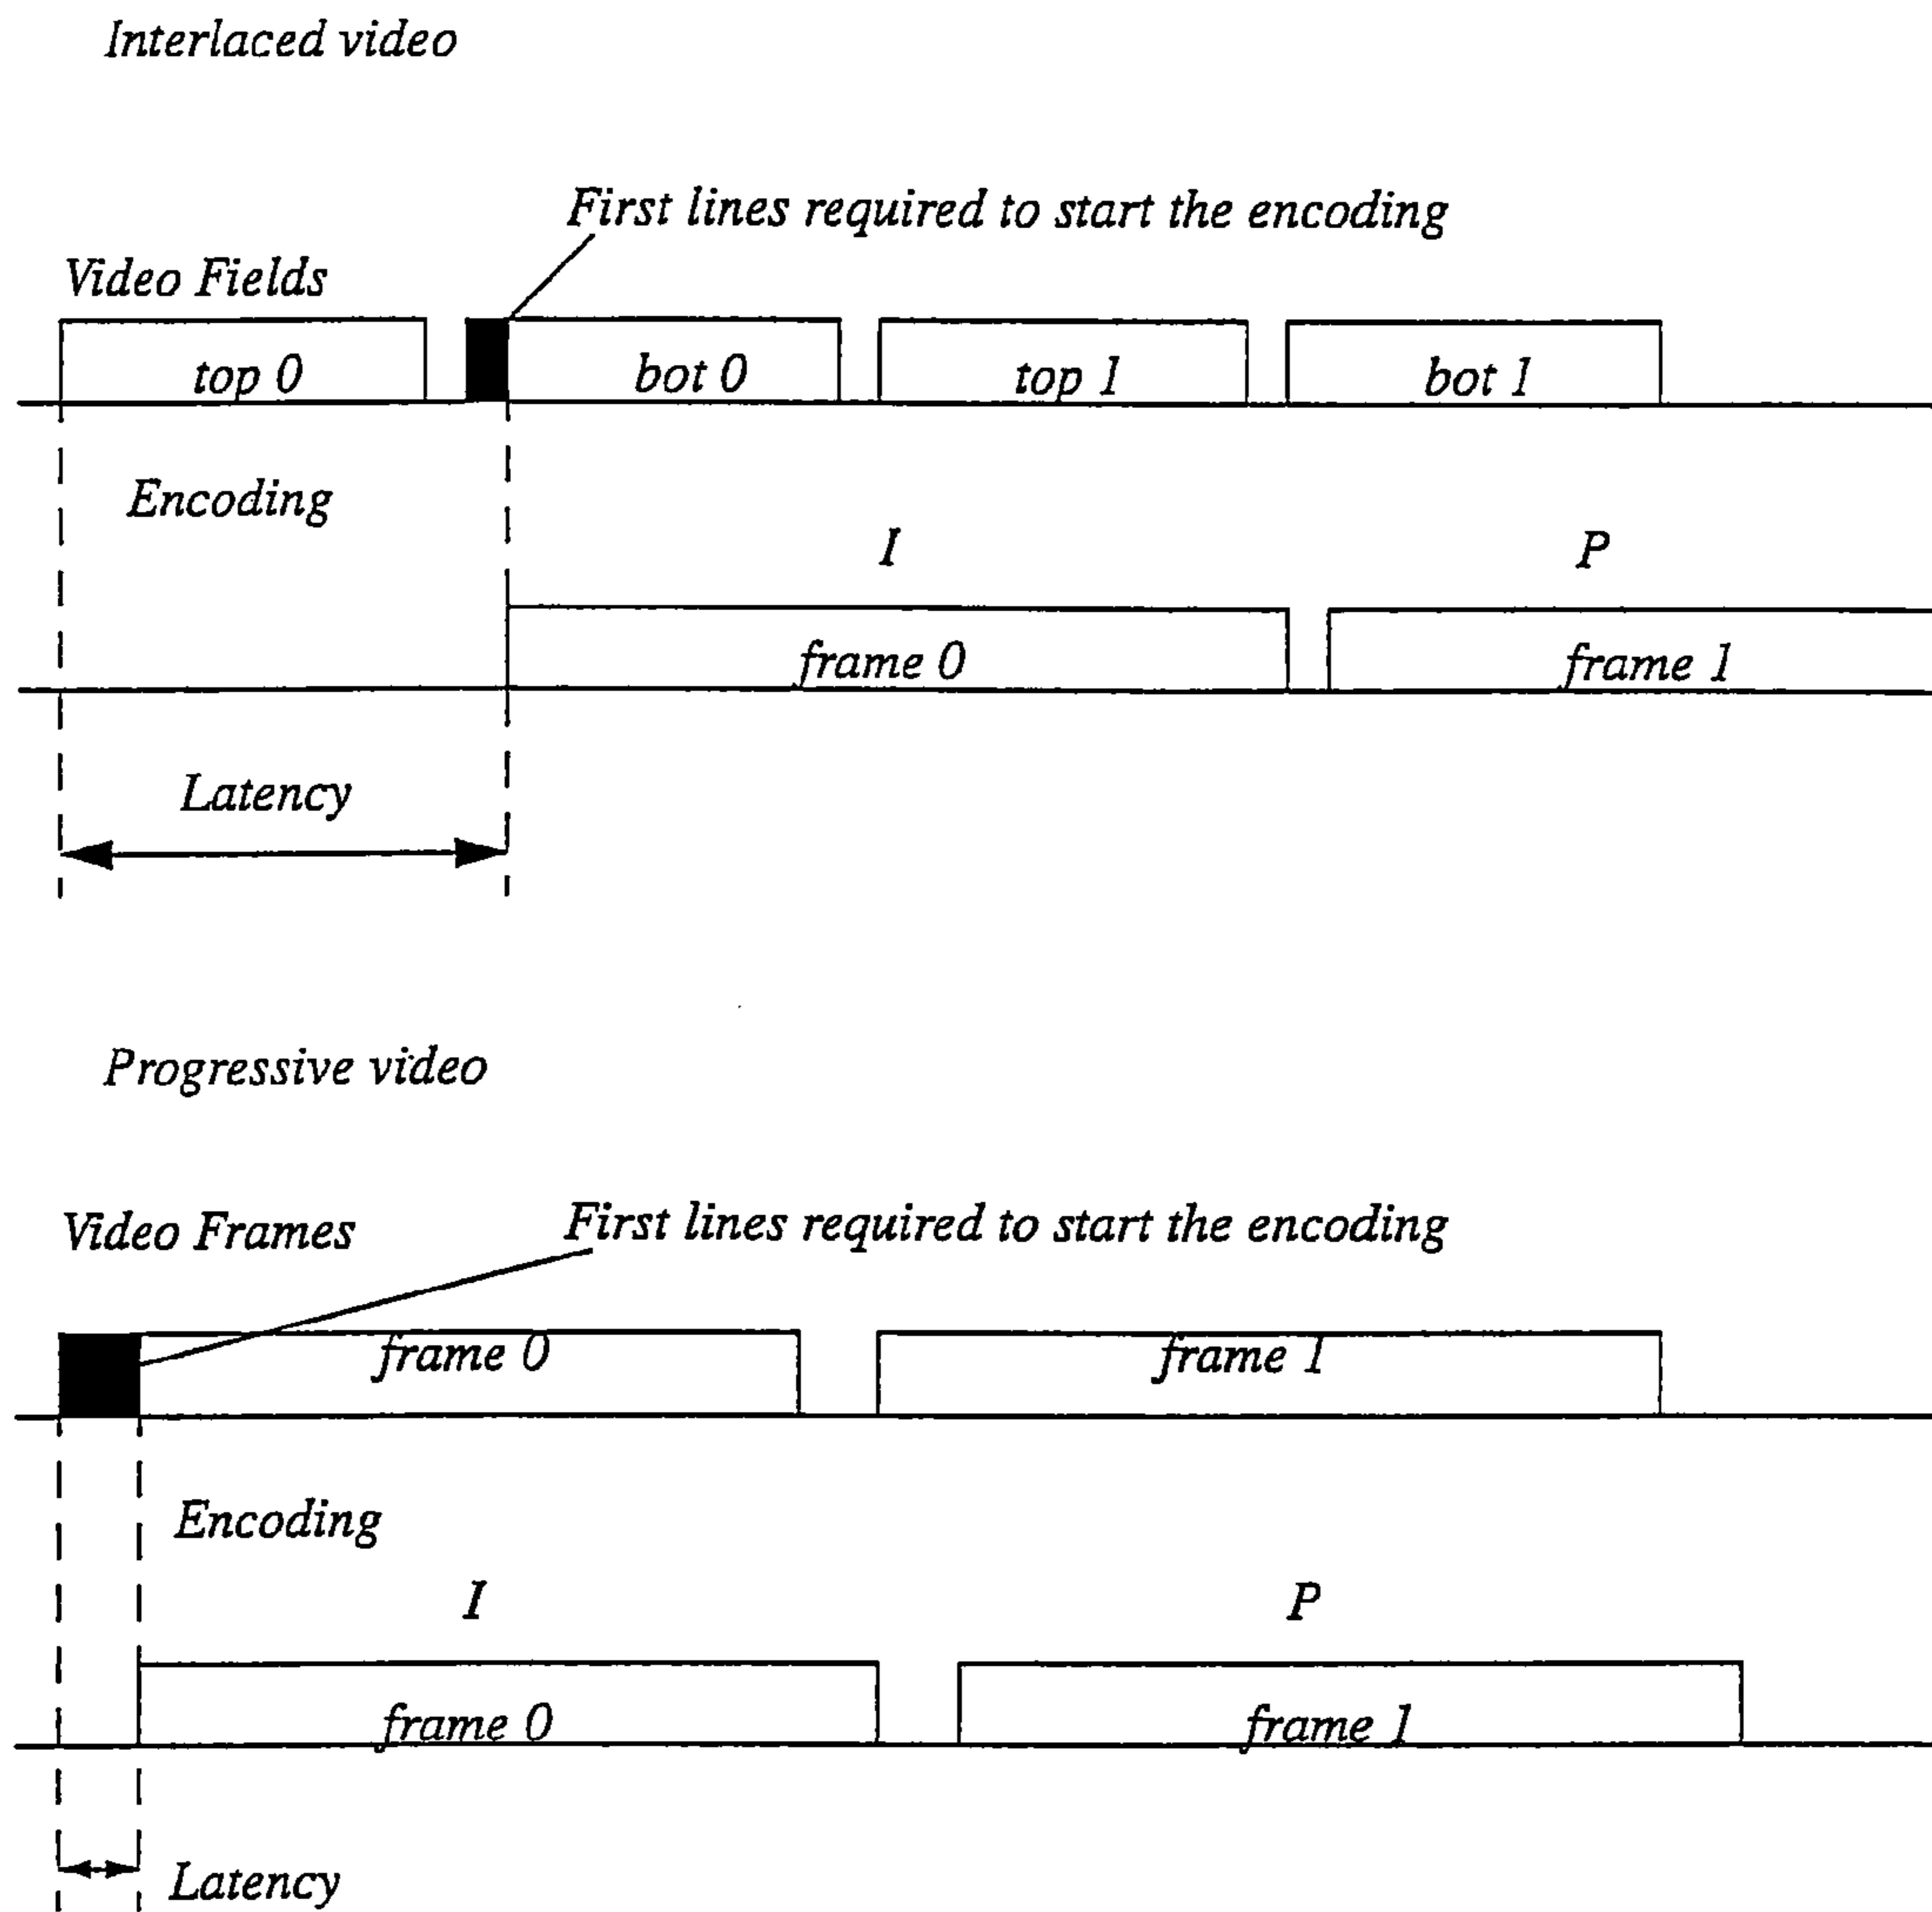 Interlaced video
First lines required to start the encoding
Video Fields
top 0
bot 0
top 1
bot 1
Encoding
I
P
frame 0
frame 1
Latency
Progressive video
Video Frames
First lines required to start the encoding
frame 0
frame 1
Encoding
I
P
frame 0
frame 1
Latency